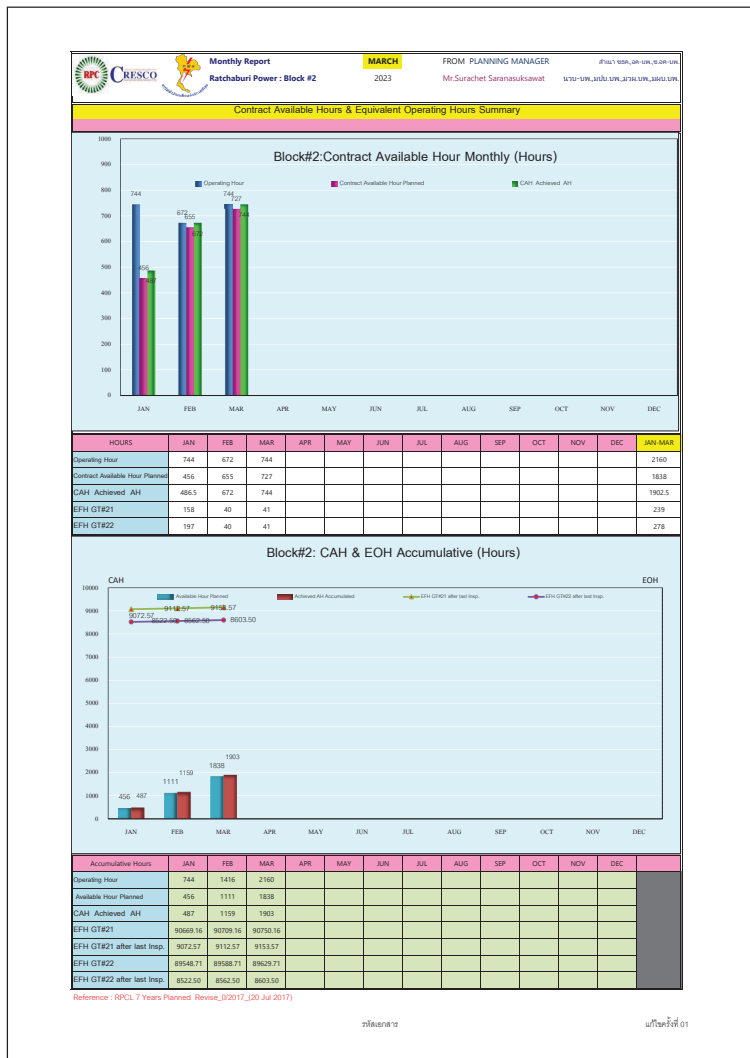 RPC CRESCO Monthly Report MARCH FROM PLANNING MANAGER
Ratchaburi Power : Block #2 2023 Mr.Surachet Saranasuksawat
Contract Available Hours & Equivalent Operating Hours Summary
Block#2:Contract Available Hour Monthly (Hours)
Operating Hour Contract Available Hour Planned CAH Achieved AH
1000
900
800
700
600
500
400
300
200
100
0
744 456 487
672 655 672
744 727 744
JAN FEB MAR APR MAY JUN JUL AUG SEP OCT NOV DEC
HOURS JAN FEB MAR APR MAY JUN JUL AUG SEP OCT NOV DEC JAN-MAR
Operating Hour 744 672 744 2160
Contract Available Hour Planned 456 655 727 1838
CAH Achieved AH 486.5 672 744 1902.5
EFH GT#21 158 40 41 239
EFH GT#22 197 40 41 278
Block#2: CAH & EOH Accumulative (Hours)
CAH EOH
Available Hour Planned Achieved AH Accumulated EFH GT#21 after last Insp. EFH GT#22 after last Insp.
10000
9000
8000
7000
6000
5000
4000
3000
2000
1000
0
9072.57 9112.57 9153.57
8522.50 8562.50 8603.50
456 487 1111 1159 1838 1903
JAN FEB MAR APR MAY JUN JUL AUG SEP OCT NOV DEC
Accumulative Hours JAN FEB MAR APR MAY JUN JUL AUG SEP OCT NOV DEC
Operating Hour 744 1416 2160
Available Hour Planned 456 1111 1838
CAH Achieved AH 487 1159 1903
EFH GT#21 90669.16 90709.16 90750.16
EFH GT#21 after last Insp. 9072.57 9112.57 9153.57
EFH GT#22 89548.71 89588.71 89629.71
EFH GT#22 after last Insp. 8522.50 8562.50 8603.50
Reference : RPCL 7 Years Planned Revise_0/2017_(20 Jul 2017)
รหัสเอกสาร แก้ไขครั้งที่ 01